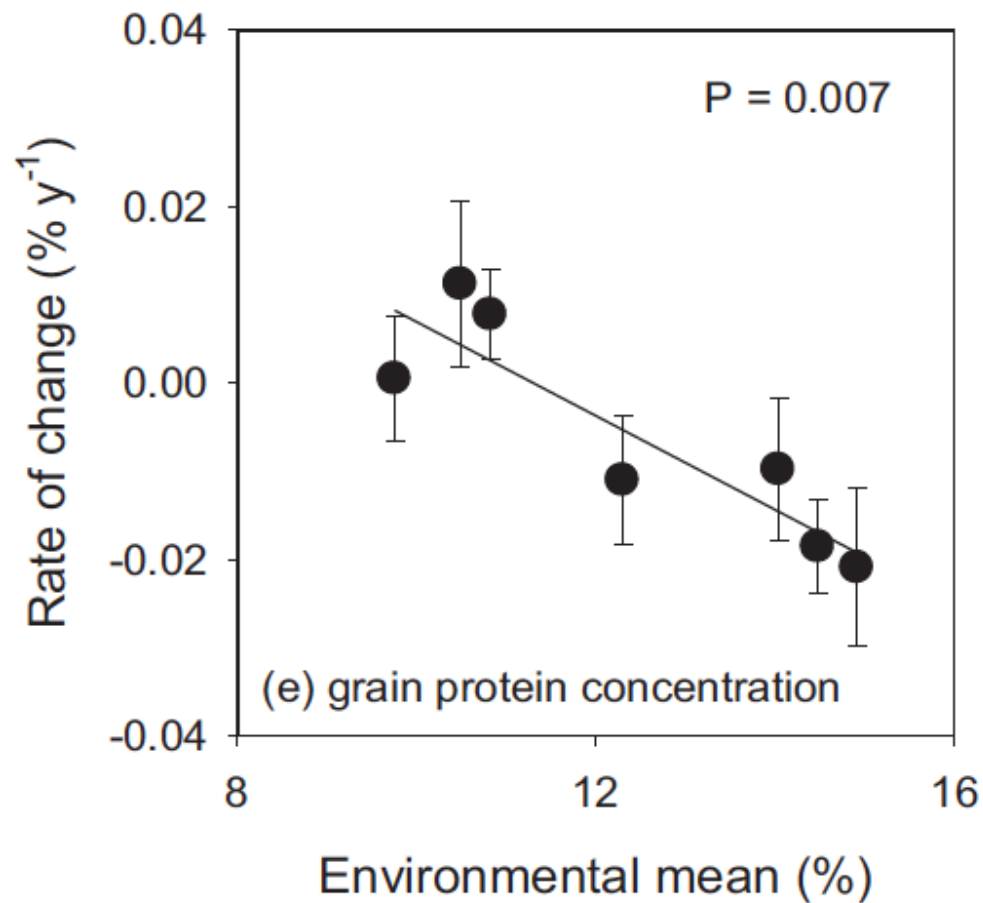 0.04
P = 0.007
0.02
0.00
-0.02
-0.04
Rate of change (% y⁻¹)
(e) grain protein concentration
8
12
16
Environmental mean (%)